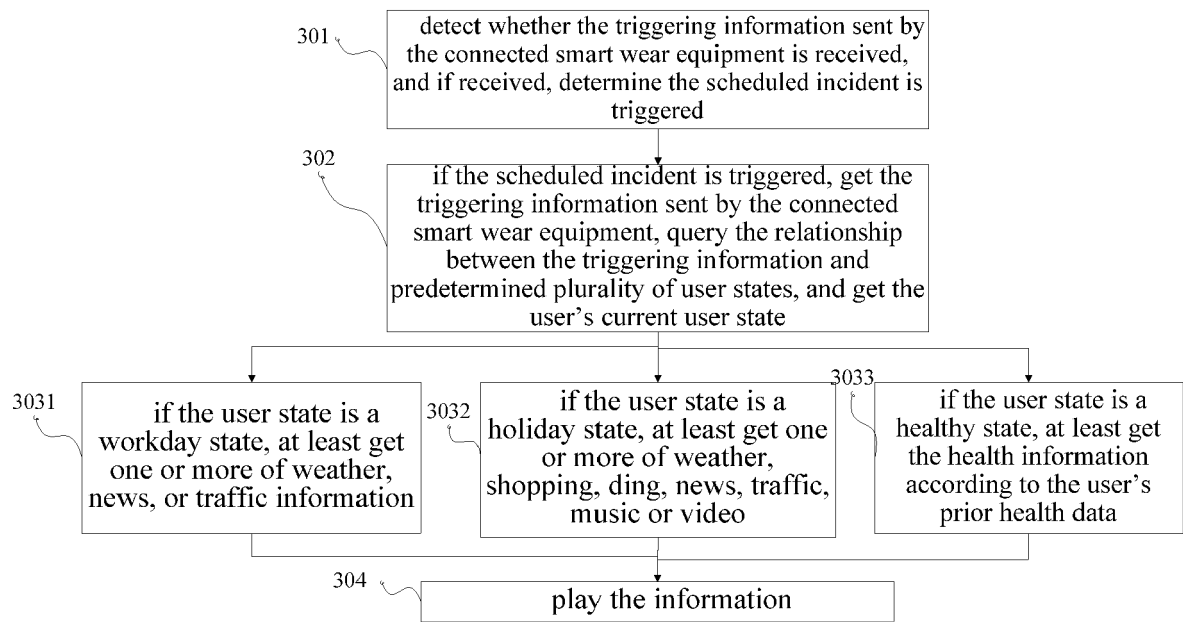 301
detect whether the triggering information sent by
the connected smart wear equipment is received,
and if received, determine the scheduled incident is
triggered
302
if the scheduled incident is triggered, get the
triggering information sent by the connected
smart wear equipment, query the relationship
between the triggering information and
predetermined plurality of user states, and get the
user’s current user state
3031
if the user state is a
workday state, at least get
one or more of weather,
news, or traffic information
3032
if the user state is a
holiday state, at least get one
or more of weather,
shopping, ding, news, traffic,
music or video
3033
if the user state is a
healthy state, at least get
the health information
according to the user’s
prior health data
304
play the information